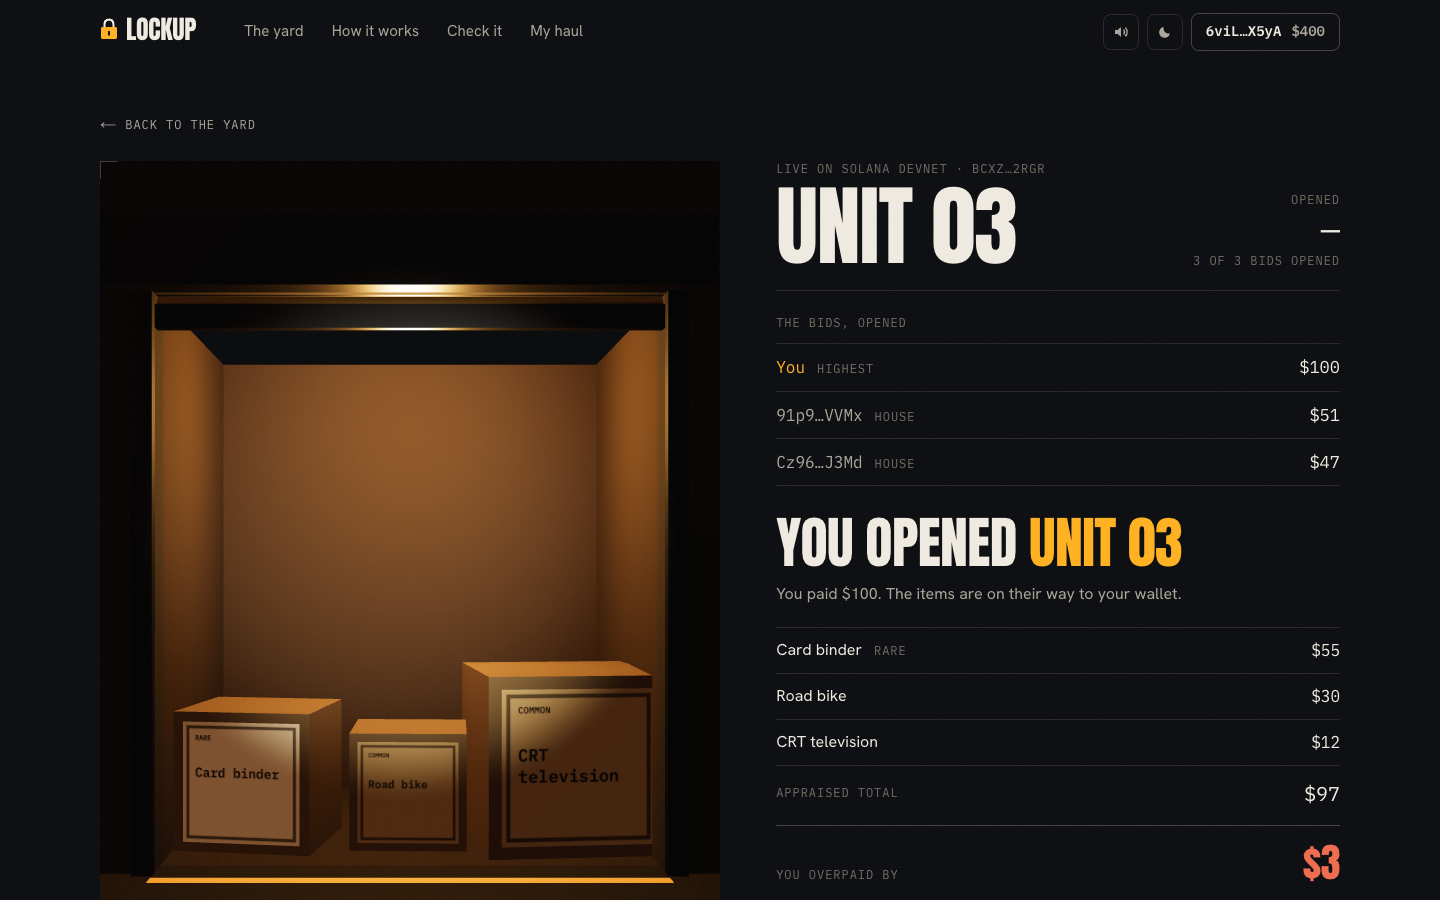 LOCKUP
The yard How it works Check it My haul
6viL…X5yA $400
← BACK TO THE YARD
LIVE ON SOLANA DEVNET · BCXZ…2RGR
UNIT 03
OPENED
—
3 OF 3 BIDS OPENED
THE BIDS, OPENED
You HIGHEST $100
91p9…VVMx HOUSE $51
Cz96…J3Md HOUSE $47
YOU OPENED UNIT 03
You paid $100. The items are on their way to your wallet.
Card binder RARE $55
Road bike $30
CRT television $12
APPRAISED TOTAL $97
YOU OVERPAID BY $3
RARE
Card binder
COMMON
Road bike
COMMON
CRT
television